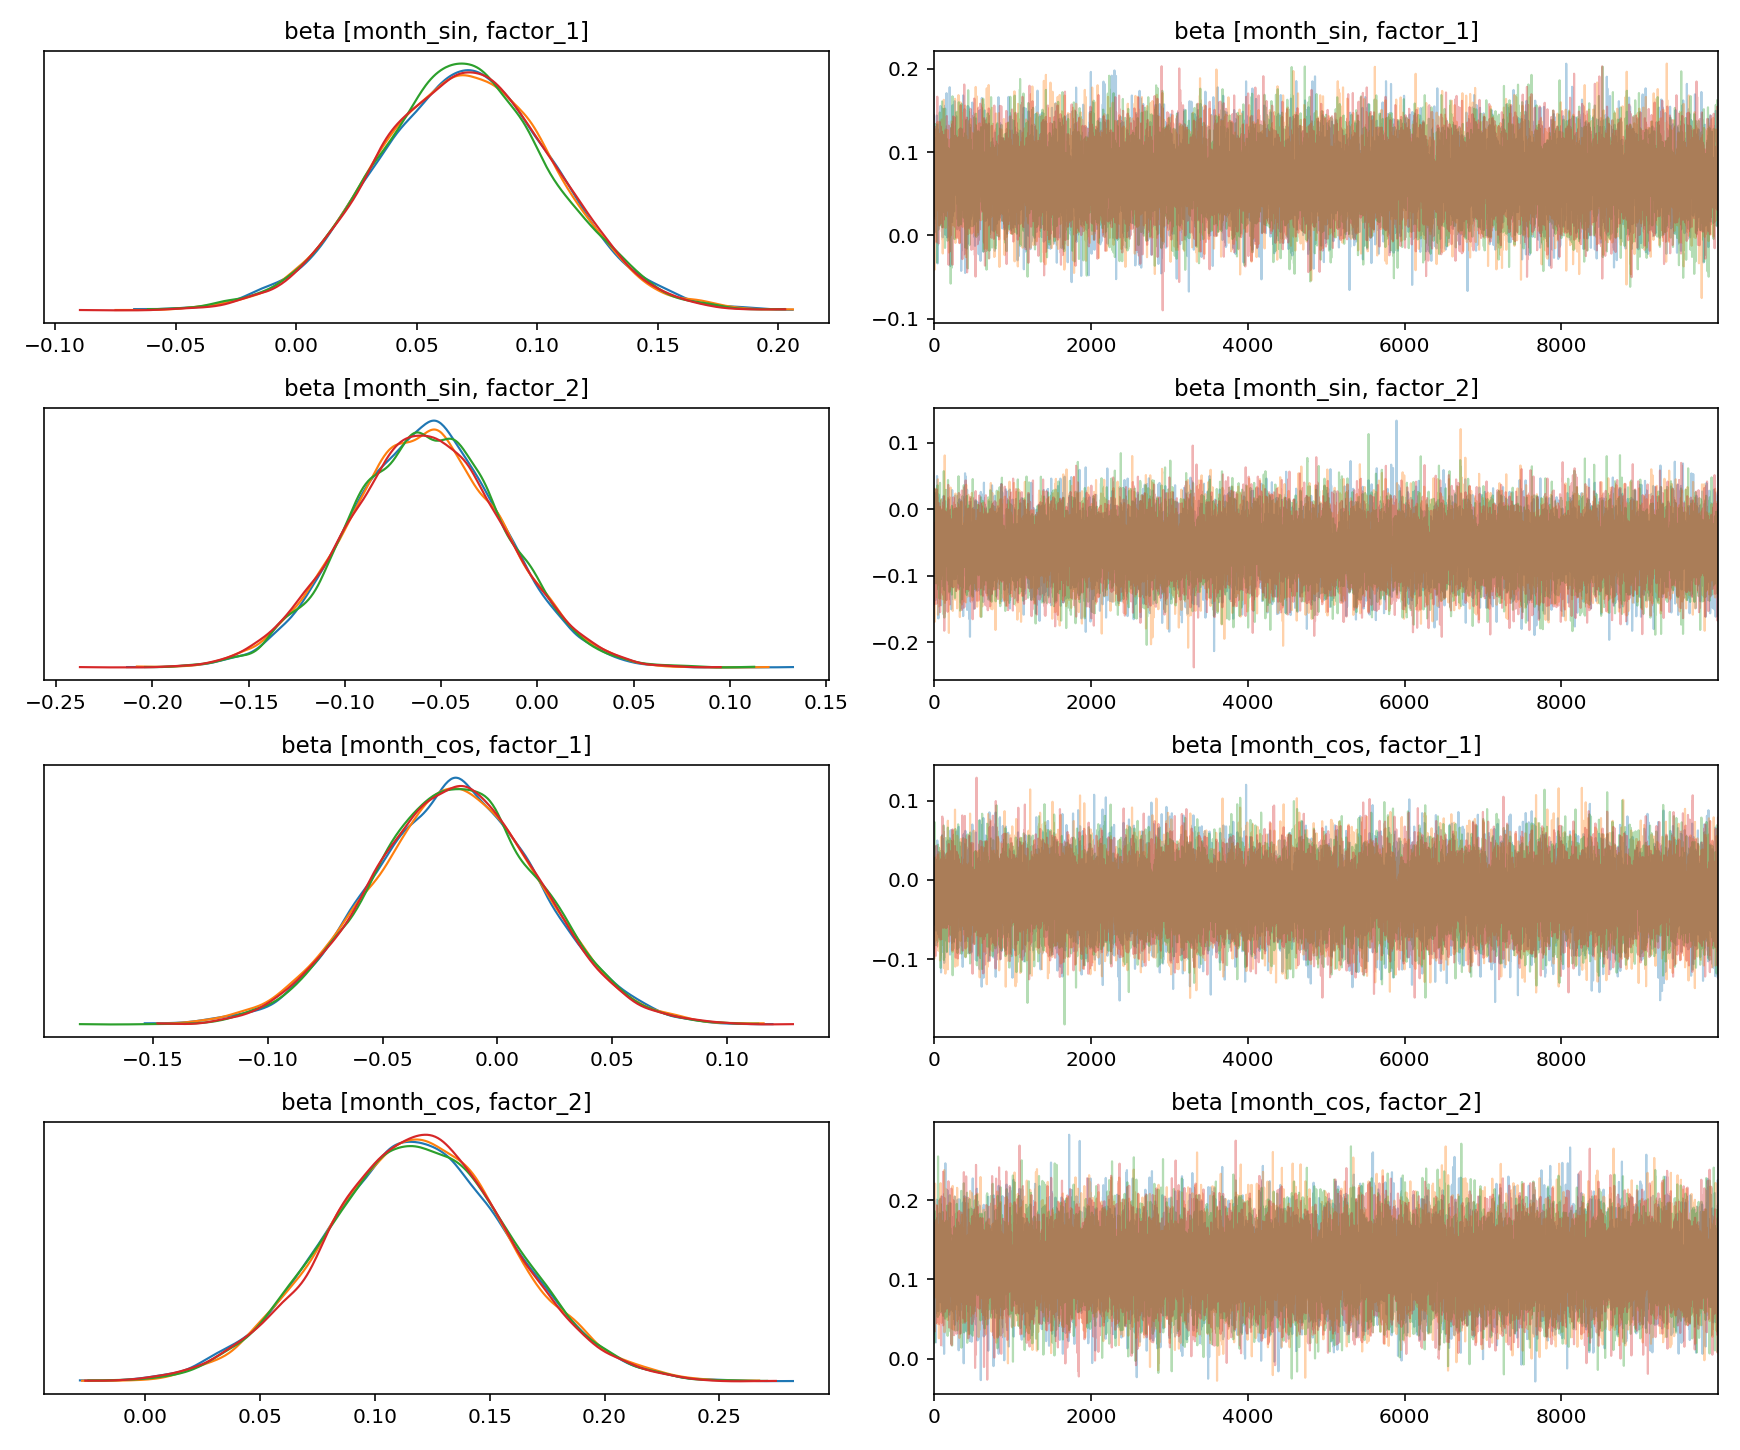 beta [month_sin, factor_1]
−0.10 −0.05 0.00 0.05 0.10 0.15 0.20
beta [month_sin, factor_1]
0.2
0.1
0.0
−0.1
0 2000 4000 6000 8000
beta [month_sin, factor_2]
−0.25 −0.20 −0.15 −0.10 −0.05 0.00 0.05 0.10 0.15
beta [month_sin, factor_2]
0.1
0.0
−0.1
−0.2
0 2000 4000 6000 8000
beta [month_cos, factor_1]
−0.15 −0.10 −0.05 0.00 0.05 0.10
beta [month_cos, factor_1]
0.1
0.0
−0.1
0 2000 4000 6000 8000
beta [month_cos, factor_2]
0.00 0.05 0.10 0.15 0.20 0.25
beta [month_cos, factor_2]
0.2
0.1
0.0
0 2000 4000 6000 8000